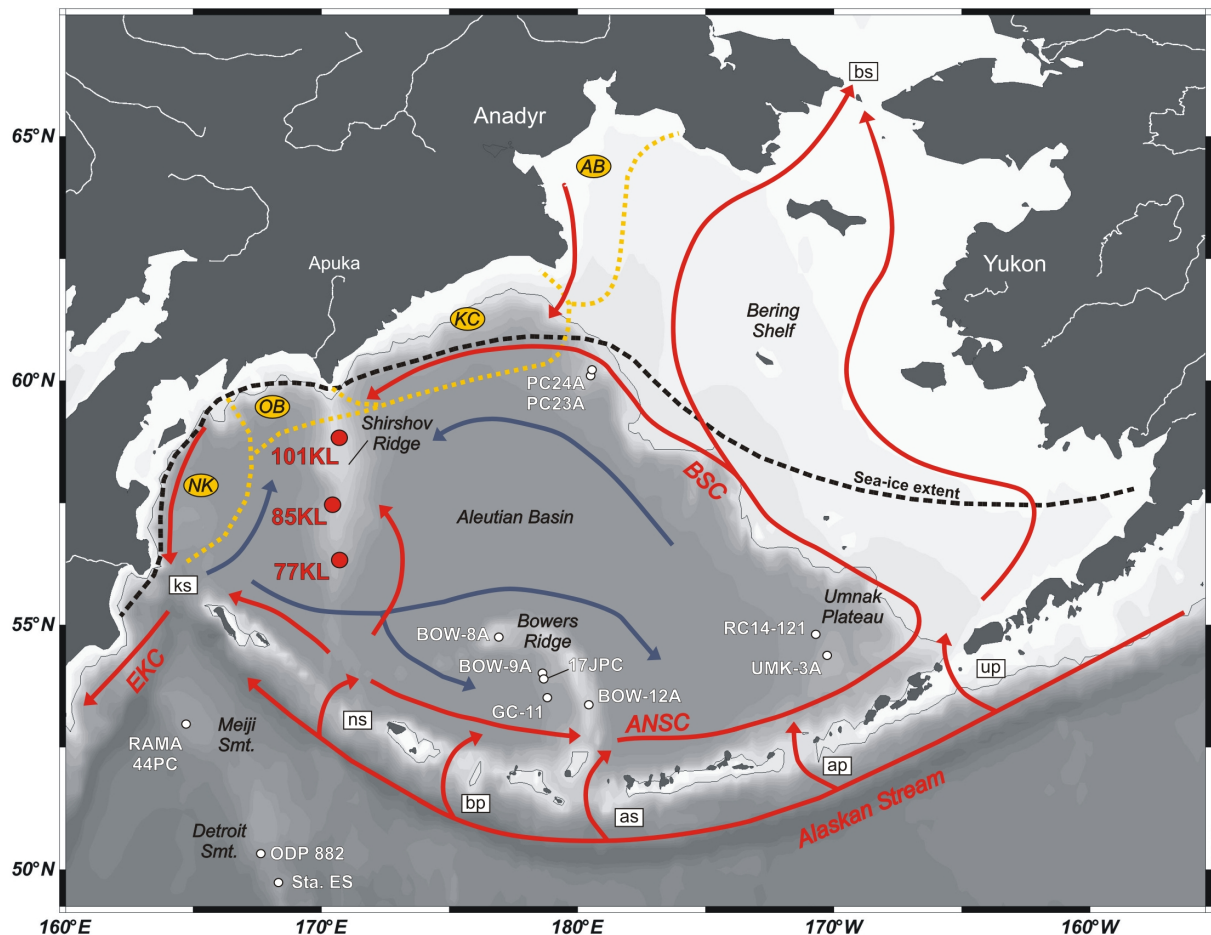 bs
Anadyr
65°N
AB
Yukon
Apuka
Bering
Shelf
KC
60°N
PC24A
PC23A
OB
Shirshov
Ridge
101KL
BSC
Sea-ice extent
NK
85KL
Aleutian Basin
77KL
ks
Umnak
Plateau
55°N
Bowers
Ridge
RC14-121
BOW-8A
BOW-9A
17JPC
UMK-3A
up
EKC
GC-11
BOW-12A
Meiji
Smt.
ns
ANSC
RAMA
44PC
ap
bp
as
Alaskan Stream
Detroit
Smt.
ODP 882
50°N
Sta. ES
160°E
170°E
180°E
170°W
160°W